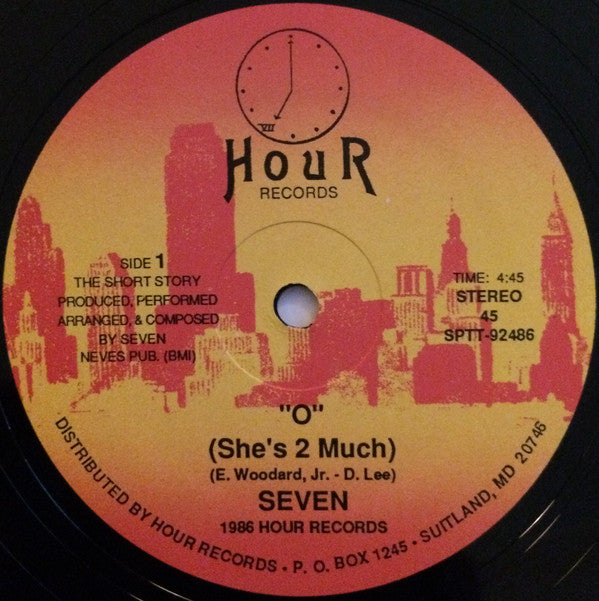 VII
HouR
RECORDS
SIDE 1
THE SHORT STORY
PRODUCED, PERFORMED
ARRANGED, & COMPOSED
BY SEVEN
NEVES PUB. (BMI)
TIME: 4:45
STEREO
45
SPTT-92486
"O"
(She's 2 Much)
(E. Woodard, Jr. - D. Lee)
SEVEN
1986 HOUR RECORDS
DISTRIBUTED BY HOUR RECORDS • P. O. BOX 1245 • SUITLAND, MD 20746